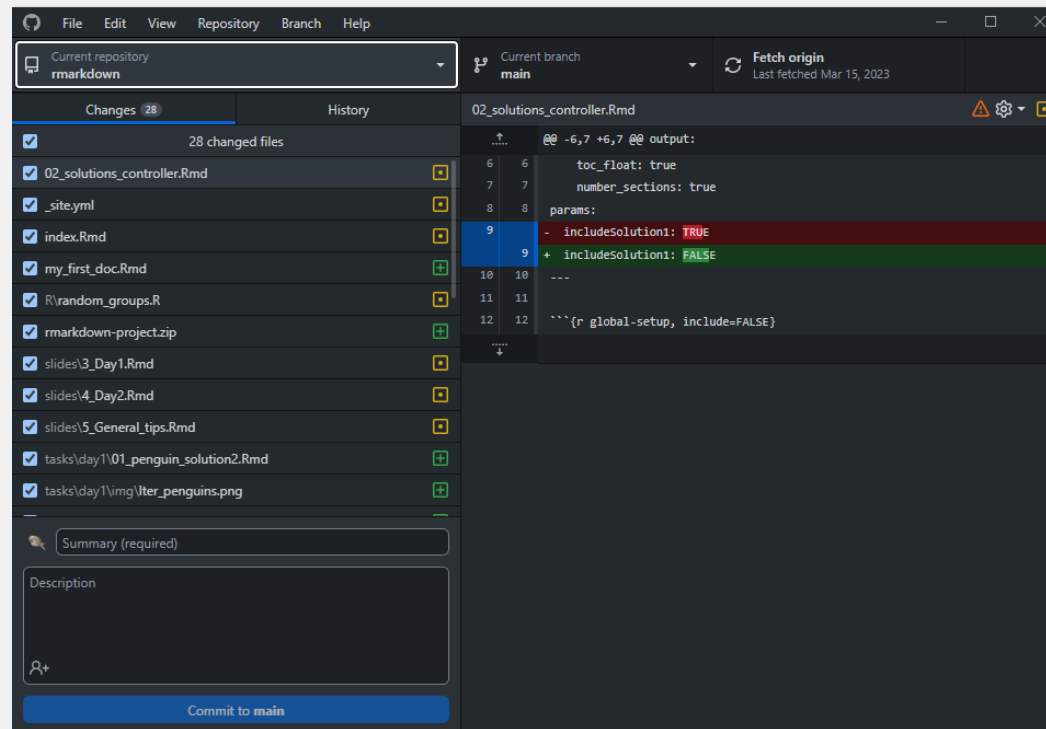 File Edit View Repository Branch Help
Current repository
rmarkdown
Current branch
main
Fetch origin
Last fetched Mar 15, 2023
Changes 28
History
28 changed files
02_solutions_controller.Rmd
_site.yml
index.Rmd
my_first_doc.Rmd
R\random_groups.R
rmarkdown-project.zip
slides\3_Day1.Rmd
slides\4_Day2.Rmd
slides\5_General_tips.Rmd
tasks\day1\01_penguin_solution2.Rmd
tasks\day1\img\lter_penguins.png
Summary (required)
Description
Commit to main
02_solutions_controller.Rmd
@@ -6,7 +6,7 @@ output:
6 6 toc_float: true
7 7 number_sections: true
8 8 params:
9 - includeSolution1: TRUE
9 + includeSolution1: FALSE
10 10 ---
11 11
12 12 ```{r global-setup, include=FALSE}